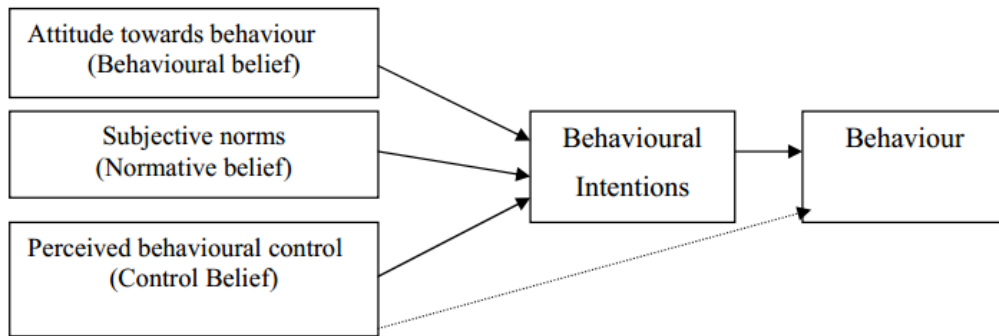 Attitude towards behaviour
(Behavioural belief)
Subjective norms
(Normative belief)
Perceived behavioural control
(Control Belief)
Behavioural
Intentions
Behaviour